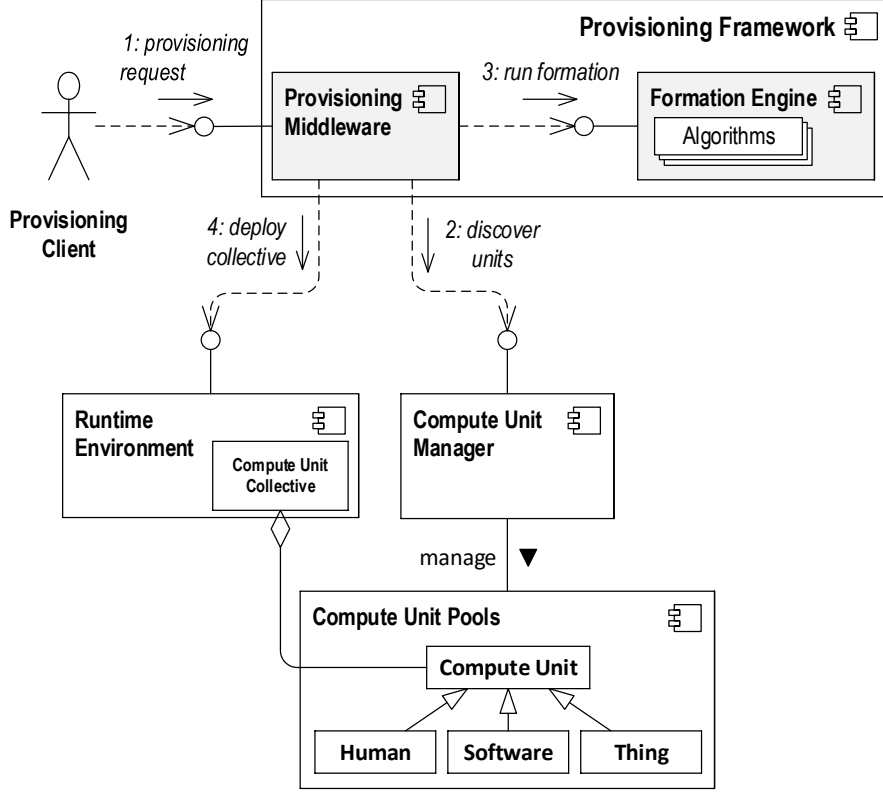 Provisioning Framework
1: provisioning
request
3: run formation
Provisioning
Middleware
Formation Engine
Algorithms
Provisioning
Client
4: deploy
collective
2: discover
units
Runtime
Environment
Compute Unit
Collective
Compute Unit
Manager
manage
Compute Unit Pools
Compute Unit
Human
Software
Thing